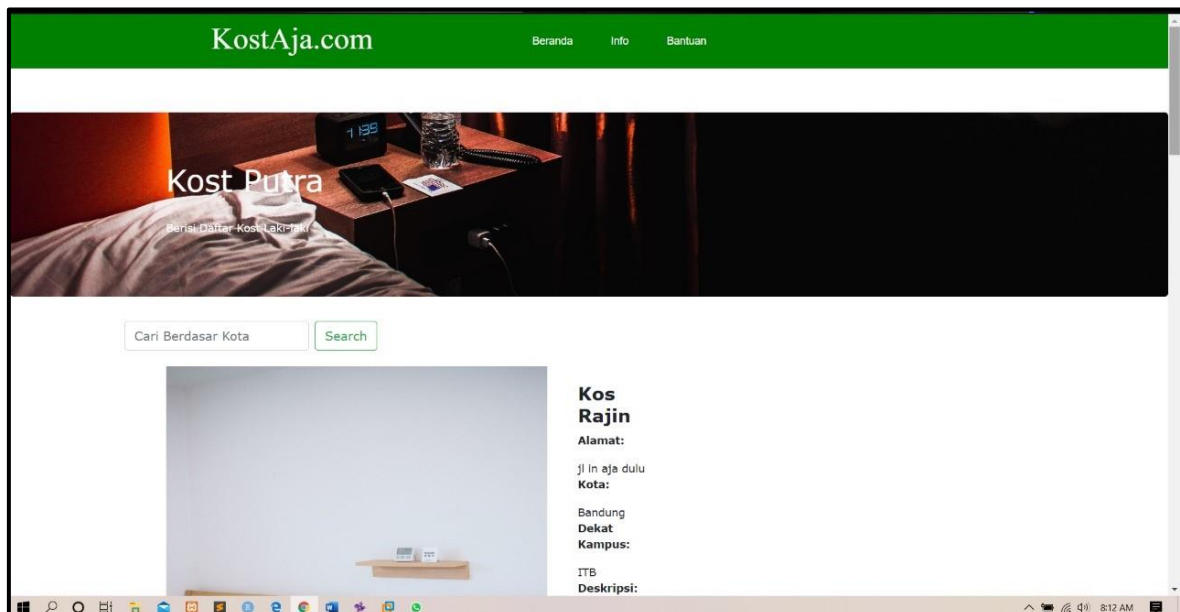 KostAja.com
Beranda Info Bantuan
1139
Kost Putra
Berisi Daftar Kost Laki-laki
Cari Berdasar Kota Search
Kos
Rajin
Alamat:
jl in aja dulu
Kota:
Bandung
Dekat
Kampus:
ITB
Deskripsi:
8:12 AM